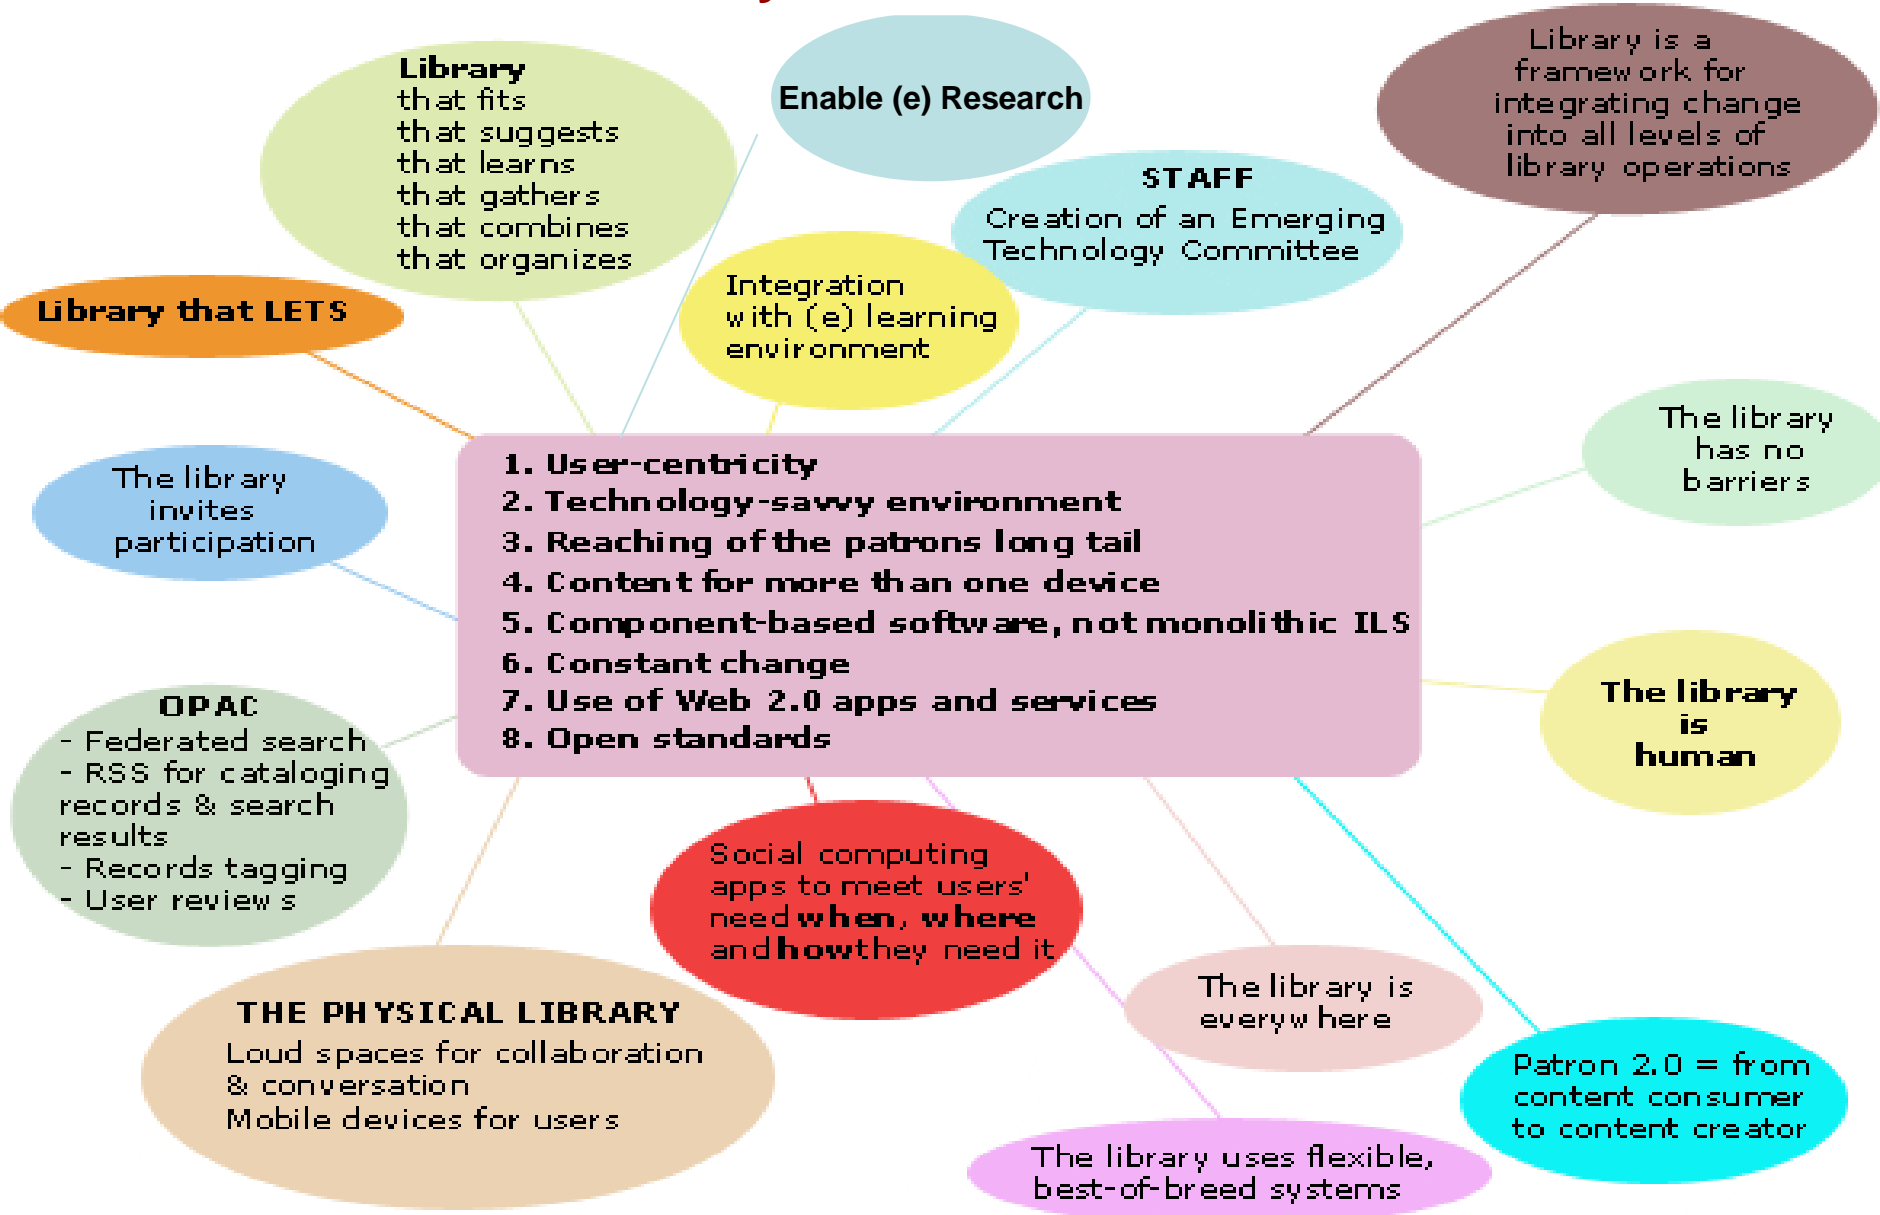 Library
that fits
that suggests
that learns
that gathers
that combines
that organizes
Enable (e) Research
Library is a
framework for
integrating change
into all levels of
library operations
STAFF
Creation of an Emerging
Technology Committee
Integration
with (e) learning
environment
Library that LETS
The library
has no
barriers
The library
invites
participation
1. User-centricity
2. Technology-savvy environment
3. Reaching of the patrons long tail
4. Content for more than one device
5. Component-based software, not monolithic ILS
6. Constant change
7. Use of Web 2.0 apps and services
8. Open standards
The library
is
human
OPAC
- Federated search
- RSS for cataloging
records & search
results
- Records tagging
- User reviews
Social computing
apps to meet users'
need when, where
and how they need it
THE PHYSICAL LIBRARY
Loud spaces for collaboration
& conversation
Mobile devices for users
The library is
everywhere
Patron 2.0 = from
content consumer
to content creator
The library uses flexible,
best-of-breed systems